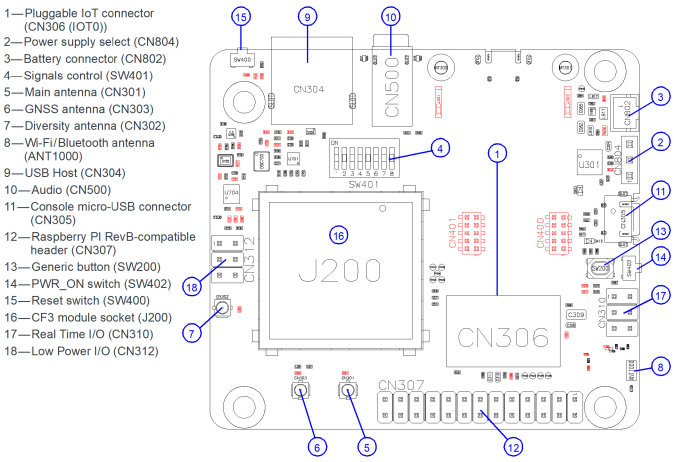 1—Pluggable IoT connector
(CN306 (IOT0))
2—Power supply select (CN804)
3—Battery connector (CN802)
4—Signals control (SW401)
5—Main antenna (CN301)
6—GNSS antenna (CN303)
7—Diversity antenna (CN302)
8—Wi-Fi/Bluetooth antenna
(ANT1000)
9—USB Host (CN304)
10—Audio (CN500)
11—Console micro-USB connector
(CN305)
12—Raspberry PI RevB-compatible
header (CN307)
13—Generic button (SW200)
14—PWR_ON switch (SW402)
15—Reset switch (SW400)
16—CF3 module socket (J200)
17—Real Time I/O (CN310)
18—Low Power I/O (CN312)
15
9
10
SW400
CN304
CN500
3
CN802
4
1
2
ON
1 2 3 4 5 6 7 8
SW401
U301
CN804
U704
11
CN305
16
J200
CN401
CN400
13
SW200
14
SW402
CN312
18
CN310
17
CN302
7
CN306
C309
8
CN303
CN301
CN307
6
5
12